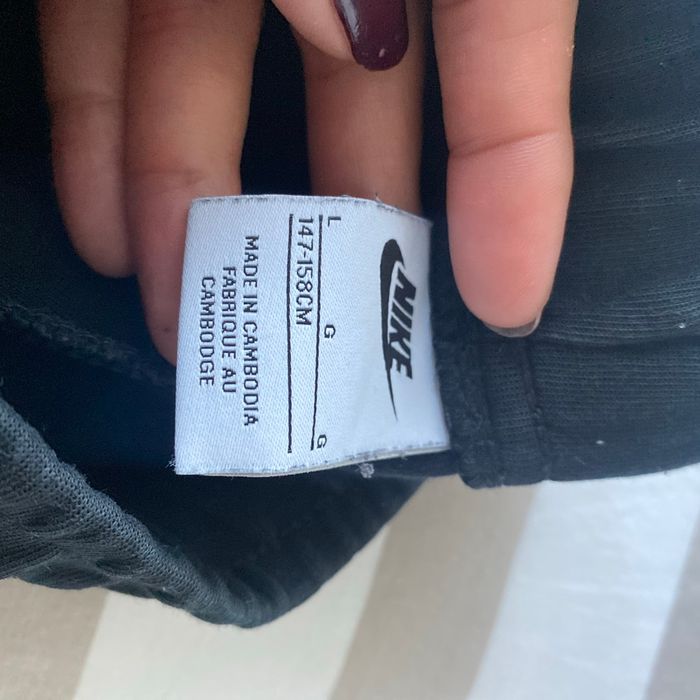 NIKE
L G G
147-158CM
MADE IN CAMBODIA
FABRIQUE AU
CAMBODGE